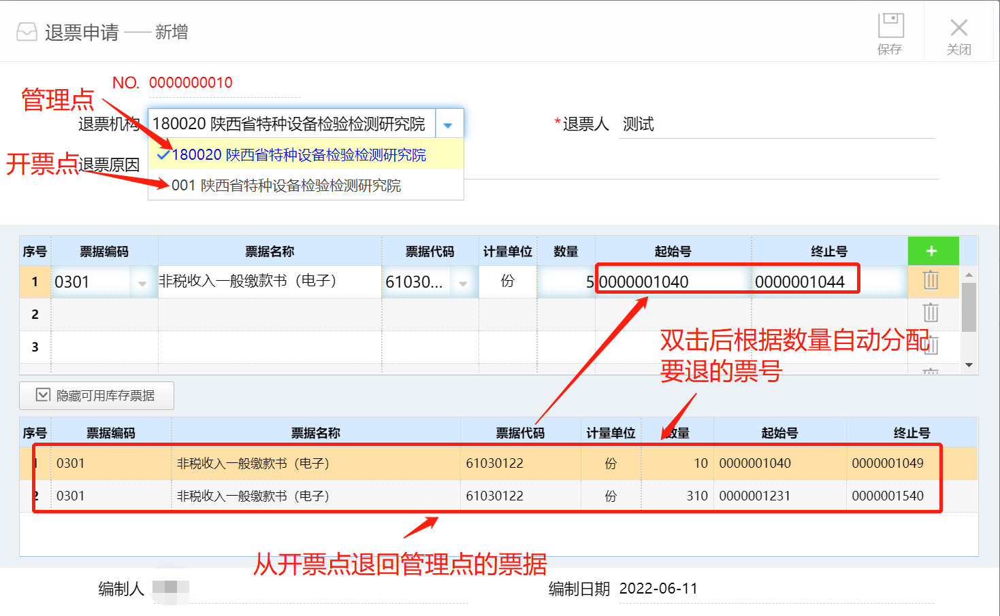 退票申请 —— 新增
保存
关闭
NO. 0000000010
管理点
退票机构 180020 陕西省特种设备检验检测研究院
*退票人 测试
180020 陕西省特种设备检验检测研究院
开票点
退票原因
001 陕西省特种设备检验检测研究院
序号 票据编码 票据名称 票据代码 计量单位 数量 起始号 终止号 +
1 0301 非税收入一般缴款书（电子） 61030... 份 5 0000001040 0000001044
2
3
双击后根据数量自动分配
要退的票号
隐藏可用库存票据
序号 票据编码 票据名称 票据代码 计量单位 数量 起始号 终止号
1 0301 非税收入一般缴款书（电子） 61030122 份 10 0000001040 0000001049
2 0301 非税收入一般缴款书（电子） 61030122 份 310 0000001231 0000001540
从开票点退回管理点的票据
编制人
编制日期 2022-06-11